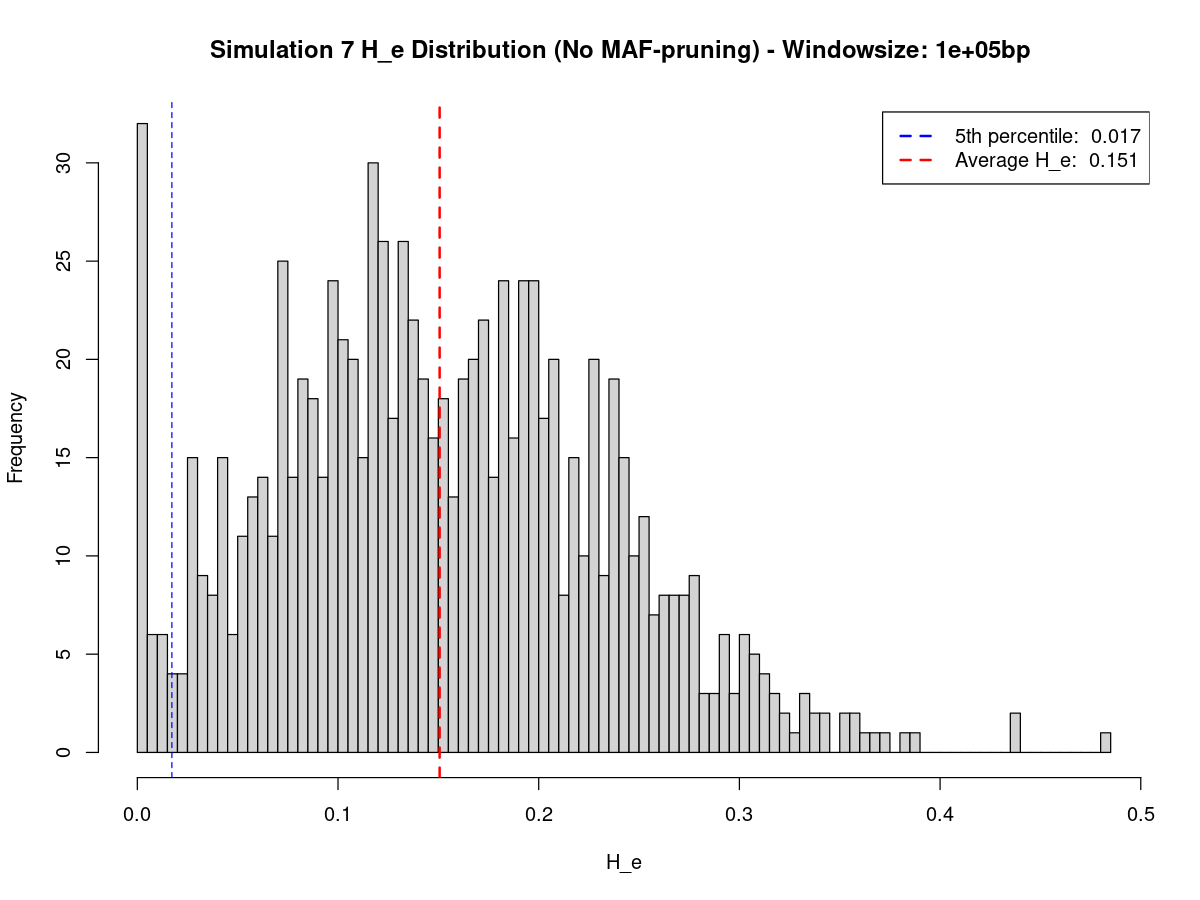 Simulation 7 H_e Distribution (No MAF-pruning) - Windowsize: 1e+05bp
5th percentile:  0.017
Average H_e:  0.151
Frequency
30
25
20
15
10
5
0
0.0 0.1 0.2 0.3 0.4 0.5
H_e